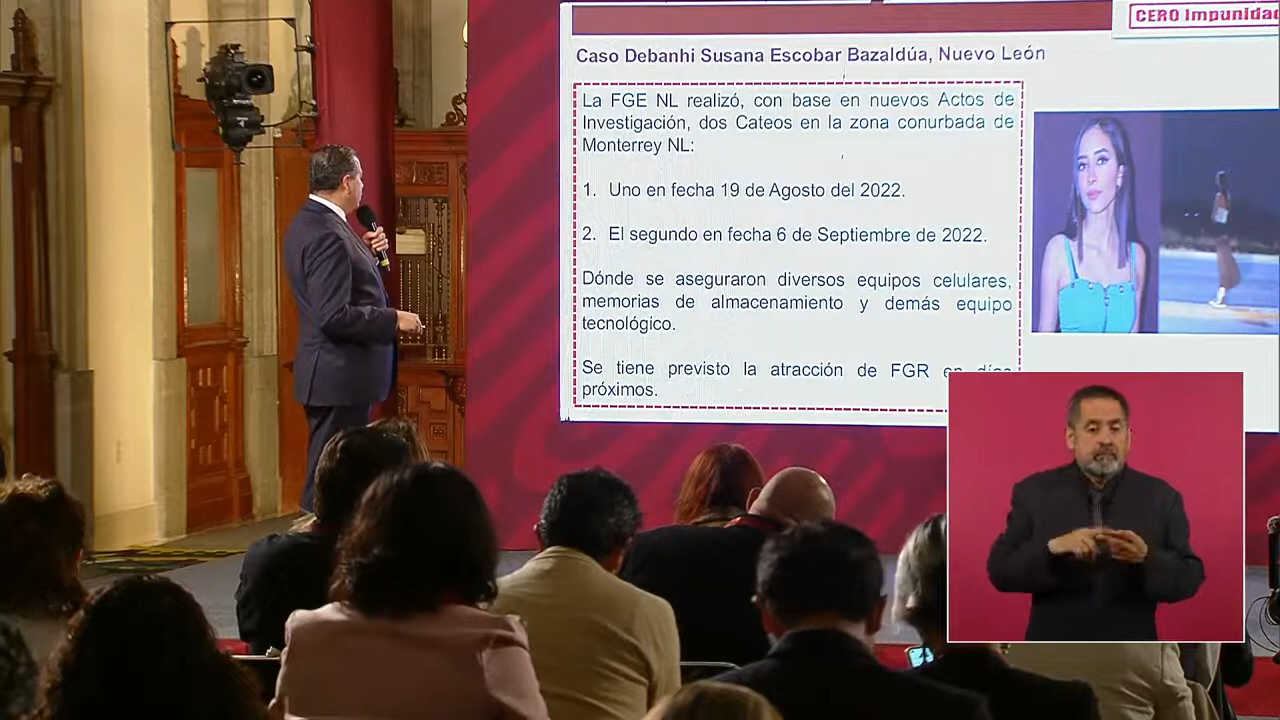 CERO Impunidad
Caso Debanhi Susana Escobar Bazaldúa, Nuevo León
La FGE NL realizó, con base en nuevos Actos de
Investigación, dos Cateos en la zona conurbada de
Monterrey NL:
1. Uno en fecha 19 de Agosto del 2022.
2. El segundo en fecha 6 de Septiembre de 2022.
Dónde se aseguraron diversos equipos celulares,
memorias de almacenamiento y demás equipo
tecnológico.
Se tiene previsto la atracción de FGR en días
próximos.